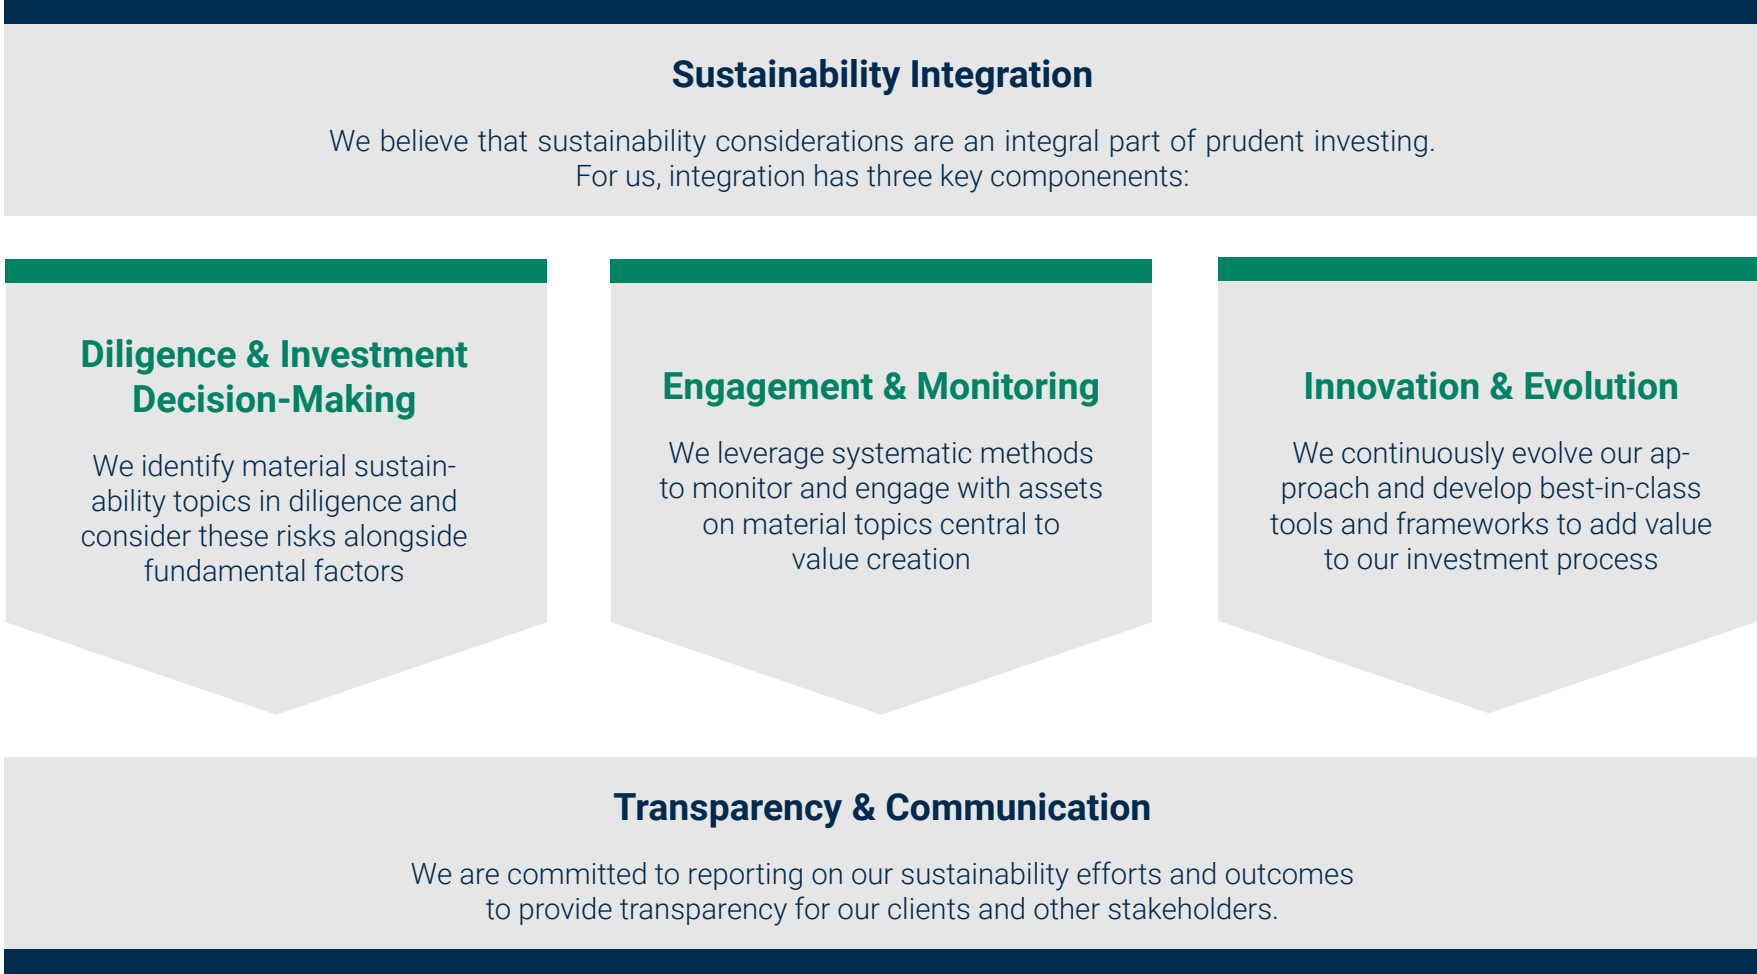 Sustainability Integration
We believe that sustainability considerations are an integral part of prudent investing.
For us, integration has three key componenents:
Diligence & Investment
Decision-Making
We identify material sustain-
ability topics in diligence and
consider these risks alongside
fundamental factors
Engagement & Monitoring
We leverage systematic methods
to monitor and engage with assets
on material topics central to
value creation
Innovation & Evolution
We continuously evolve our ap-
proach and develop best-in-class
tools and frameworks to add value
to our investment process
Transparency & Communication
We are committed to reporting on our sustainability efforts and outcomes
to provide transparency for our clients and other stakeholders.